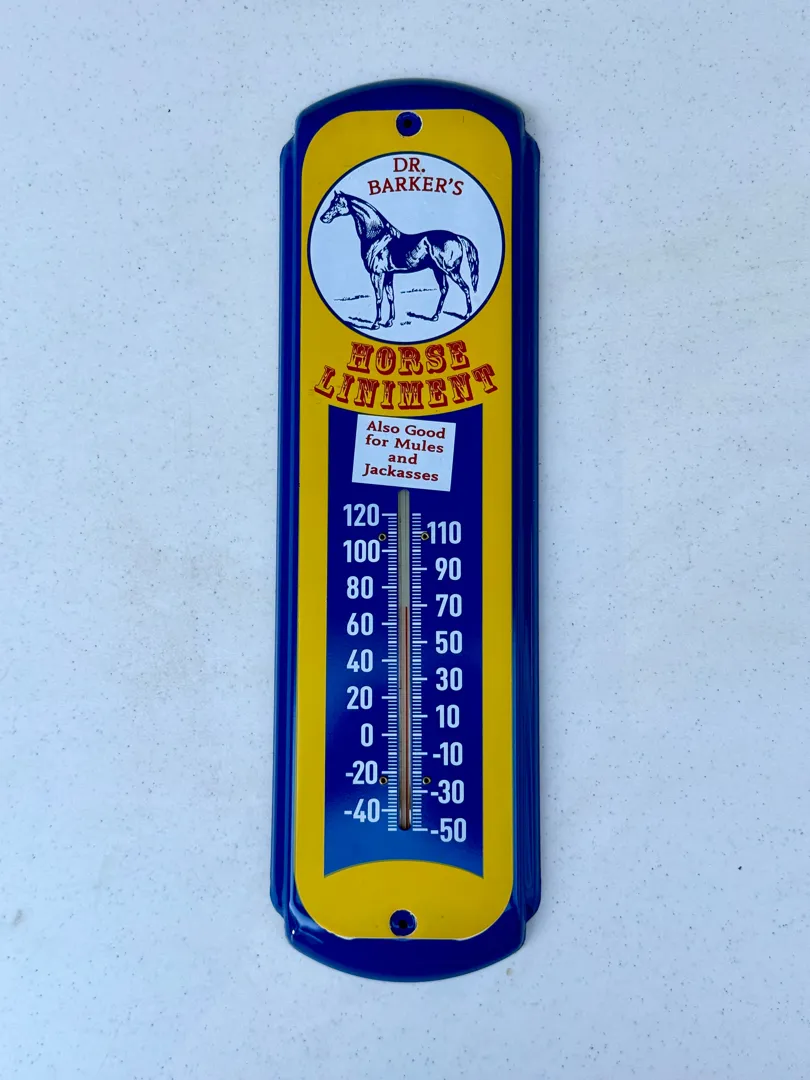 DR.
BARKER'S
HORSE
LINIMENT
Also Good
for Mules
and
Jackasses
120
110
100
90
80
70
60
50
40
30
20
10
0
-10
-20
-30
-40
-50